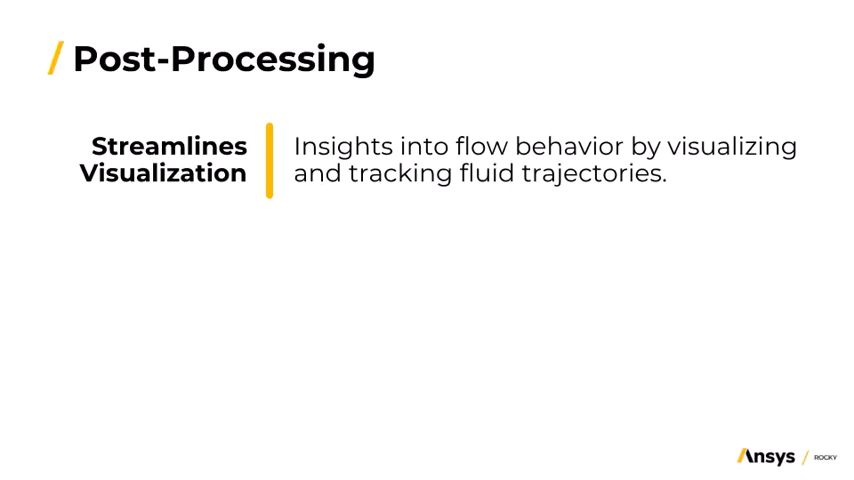 / Post-Processing
Streamlines
Visualization
Insights into flow behavior by visualizing
and tracking fluid trajectories.
Ansys / ROCKY